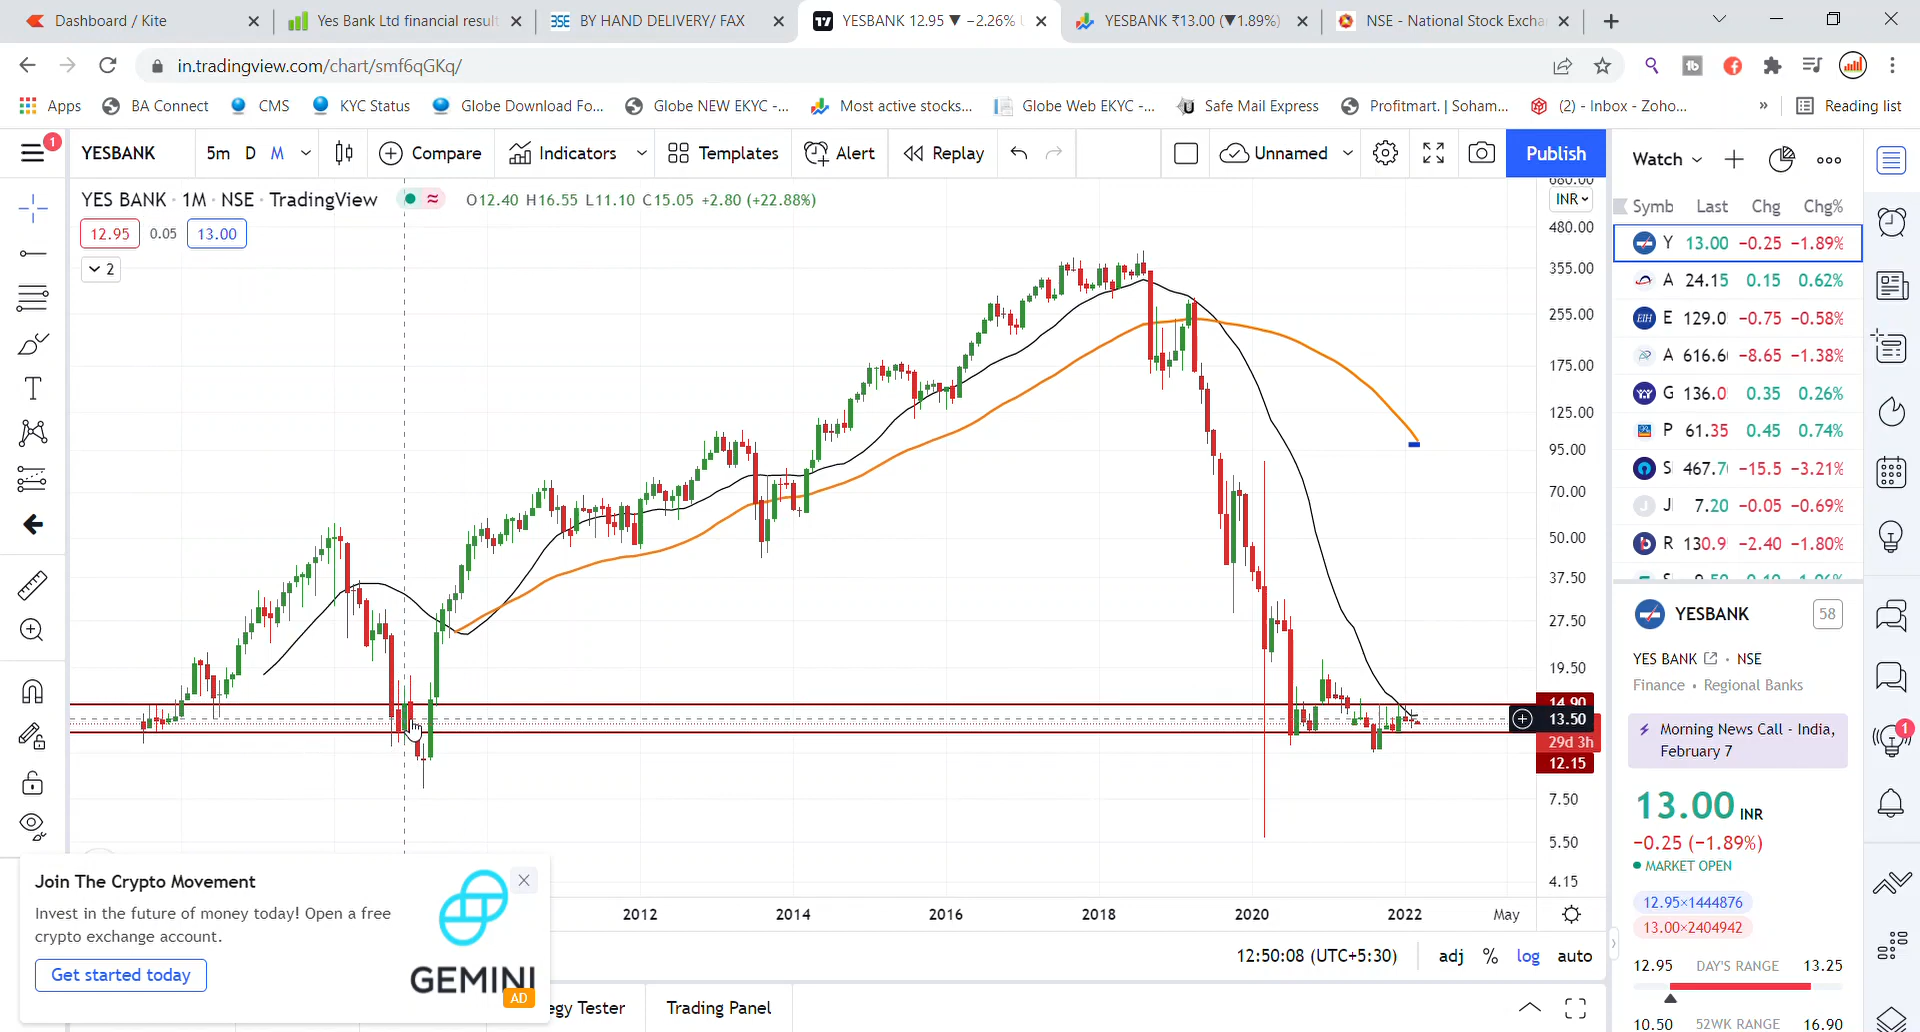 Dashboard / Kite
Yes Bank Ltd financial result
BSE BY HAND DELIVERY/ FAX
YESBANK 12.95 ▼ −2.26%
YESBANK ₹13.00 (▼1.89%)
NSE - National Stock Excha
in.tradingview.com/chart/smf6qGKq/
Apps
BA Connect
CMS
KYC Status
Globe Download Fo...
Globe NEW EKYC -...
Most active stocks...
Globe Web EKYC -...
Safe Mail Express
Profitmart. | Soham...
(2) - Inbox - Zoho...
»
Reading list
1
YESBANK
5m D M
Compare
Indicators
Templates
Alert
Replay
Unnamed
Publish
Watch
YES BANK · 1M · NSE · TradingView
O12.40 H16.55 L11.10 C15.05 +2.80 (+22.88%)
12.95 0.05 13.00
2
INR
680.00
480.00
355.00
255.00
175.00
125.00
95.00
70.00
50.00
37.50
27.50
19.50
14.90
13.50
29d 3h
12.15
7.50
5.50
4.15
2012 2014 2016 2018 2020 2022 May
12:50:08 (UTC+5:30)
adj % log auto
egy Tester
Trading Panel
Join The Crypto Movement
Invest in the future of money today! Open a free
crypto exchange account.
Get started today
GEMINI
AD
Symb Last Chg Chg%
Y 13.00 −0.25 −1.89%
A 24.15 0.15 0.62%
EIH E 129.0 −0.75 −0.58%
A 616.6 −8.65 −1.38%
G 136.0 0.35 0.26%
P 61.35 0.45 0.74%
S 467.7 −15.5 −3.21%
J 7.20 −0.05 −0.69%
R 130.9 −2.40 −1.80%
YESBANK
58
YES BANK · NSE
Finance • Regional Banks
Morning News Call - India,
February 7
13.00 INR
−0.25 (−1.89%)
MARKET OPEN
12.95×1444876
13.00×2404942
12.95 DAY'S RANGE 13.25
10.50 52WK RANGE 16.90
1